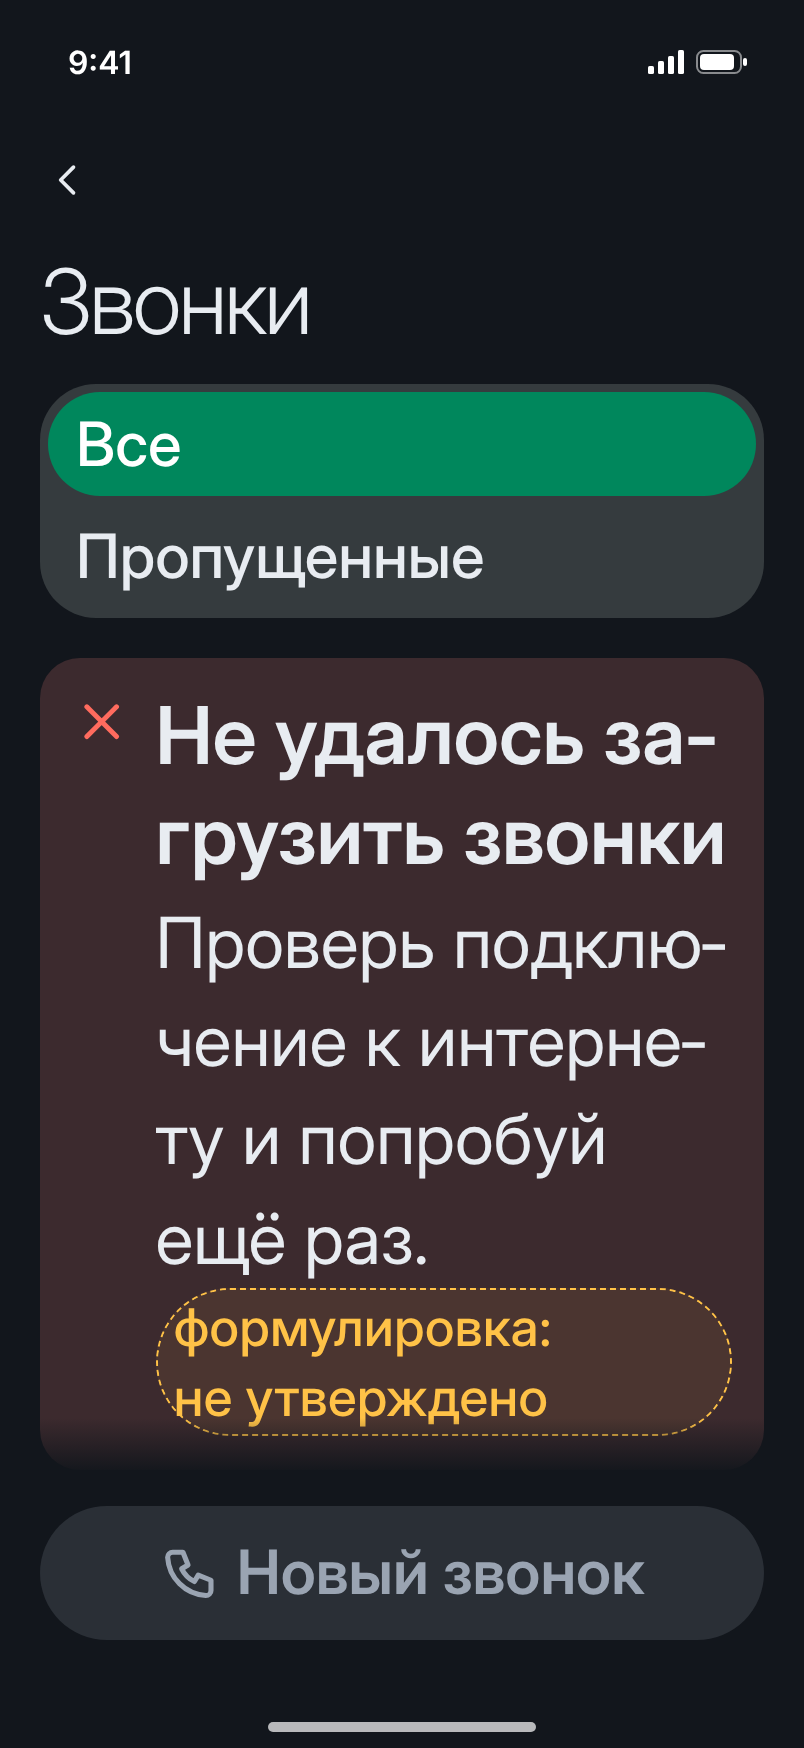 9:41
Звонки
Все
Пропущенные
Не удалось за-
грузить звонки
Проверь подклю-
чение к интерне-
ту и попробуй
ещё раз.
формулировка:
не утверждено
Новый звонок